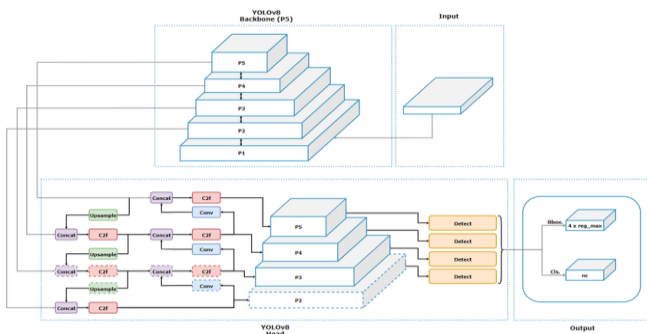 YOLOv8
Backbone (P5)
Input
P5
P4
P3
P2
P1
Concat
C2f
Upsample
Conv
Concat
C2f
Concat
C2f
Conv
Concat
C2f
Concat
C2f
Upsample
Conv
Concat
C2f
P5
P4
P3
P2
Detect
Detect
Detect
Detect
Bbox.
4 x reg_max
Cls.
nc
YOLOv8
Head
Output